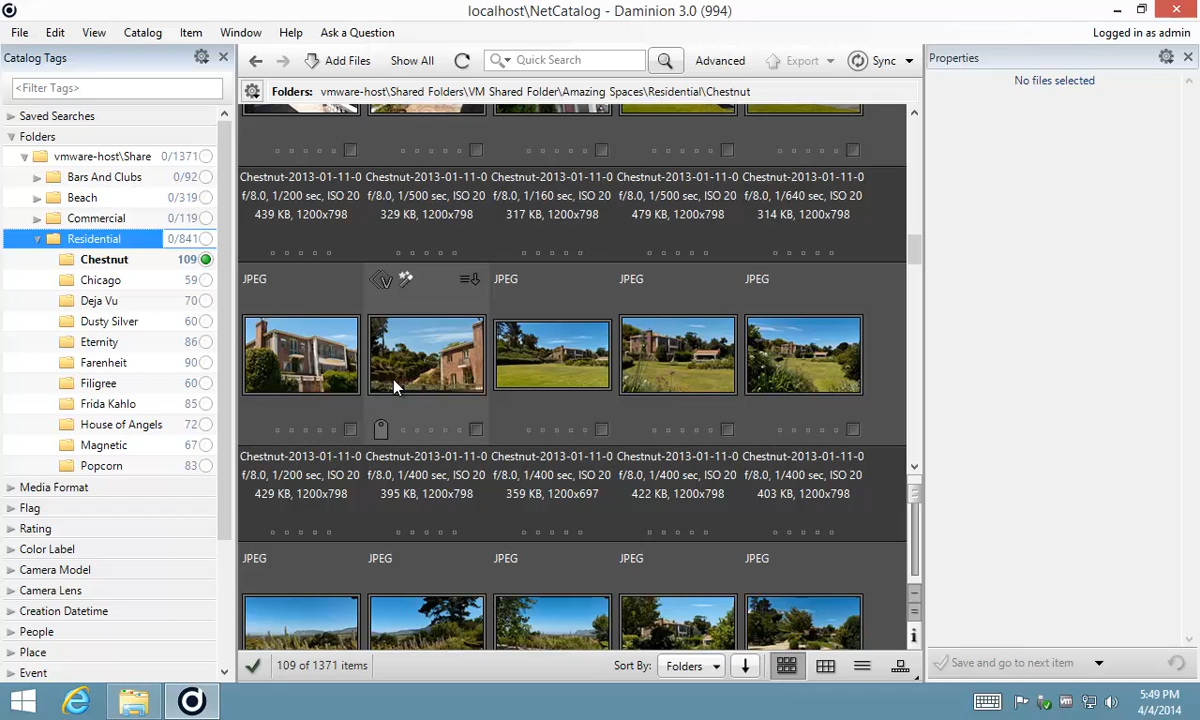 localhost\NetCatalog - Daminion 3.0 (994)
File Edit View Catalog Item Window Help Ask a Question Logged in as admin
Catalog Tags
<Filter Tags>
Saved Searches
Folders
vmware-host\Share 0/1371
Bars And Clubs 0/92
Beach 0/319
Commercial 0/119
Residential 0/841
Chestnut 109
Chicago 59
Deja Vu 70
Dusty Silver 60
Eternity 86
Farenheit 90
Filigree 60
Frida Kahlo 85
House of Angels 72
Magnetic 67
Popcorn 83
Media Format
Flag
Rating
Color Label
Camera Model
Camera Lens
Creation Datetime
People
Place
Event
Add Files Show All Quick Search Advanced Export Sync
Folders: vmware-host\Shared Folders\VM Shared Folder\Amazing Spaces\Residential\Chestnut
Chestnut-2013-01-11-0 Chestnut-2013-01-11-0 Chestnut-2013-01-11-0 Chestnut-2013-01-11-0 Chestnut-2013-01-11-0
f/8.0, 1/200 sec, ISO 20 f/8.0, 1/500 sec, ISO 20 f/8.0, 1/160 sec, ISO 20 f/8.0, 1/500 sec, ISO 20 f/8.0, 1/640 sec, ISO 20
439 KB, 1200x798 329 KB, 1200x798 317 KB, 1200x798 479 KB, 1200x798 314 KB, 1200x798
JPEG V JPEG JPEG JPEG
Chestnut-2013-01-11-0 Chestnut-2013-01-11-0 Chestnut-2013-01-11-0 Chestnut-2013-01-11-0 Chestnut-2013-01-11-0
f/8.0, 1/200 sec, ISO 20 f/8.0, 1/400 sec, ISO 20 f/8.0, 1/400 sec, ISO 20 f/8.0, 1/400 sec, ISO 20 f/8.0, 1/400 sec, ISO 20
429 KB, 1200x798 395 KB, 1200x798 359 KB, 1200x697 422 KB, 1200x798 403 KB, 1200x798
JPEG JPEG JPEG JPEG JPEG
109 of 1371 items Sort By: Folders
Properties
No files selected
Save and go to next item
5:49 PM
4/4/2014